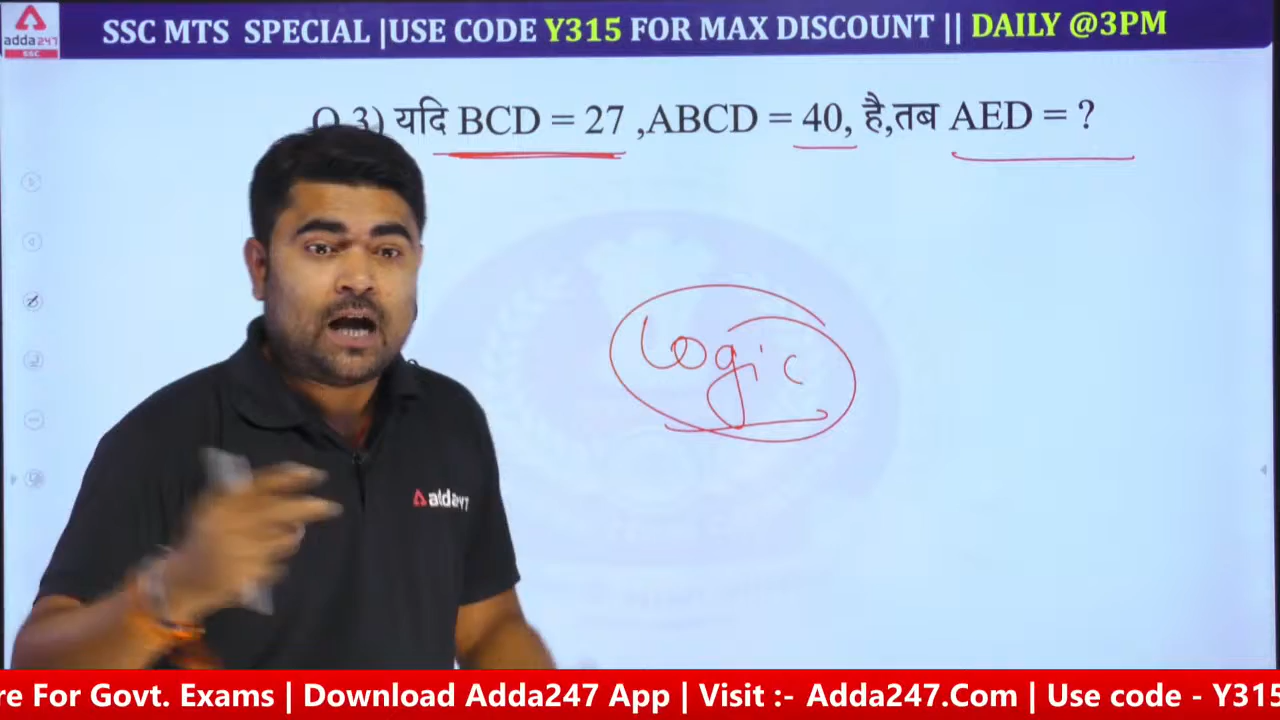 adda247
SSC
SSC MTS SPECIAL |USE CODE Y315 FOR MAX DISCOUNT || DAILY @3PM
Q.3) यदि BCD = 27 ,ABCD = 40, है,तब AED = ?
Logic
adda247
re For Govt. Exams | Download Adda247 App | Visit :- Adda247.Com | Use code - Y315